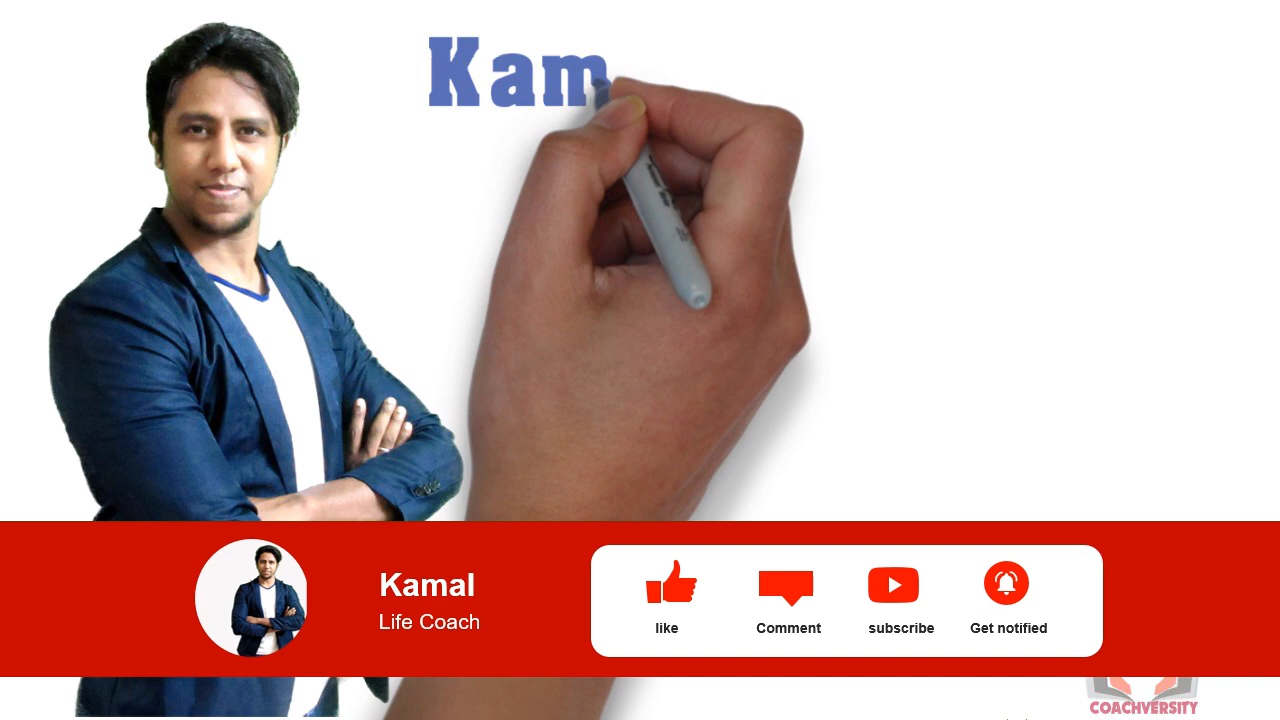 Kam
Kamal
Life Coach
like
Comment
subscribe
Get notified
COACHVERSITY